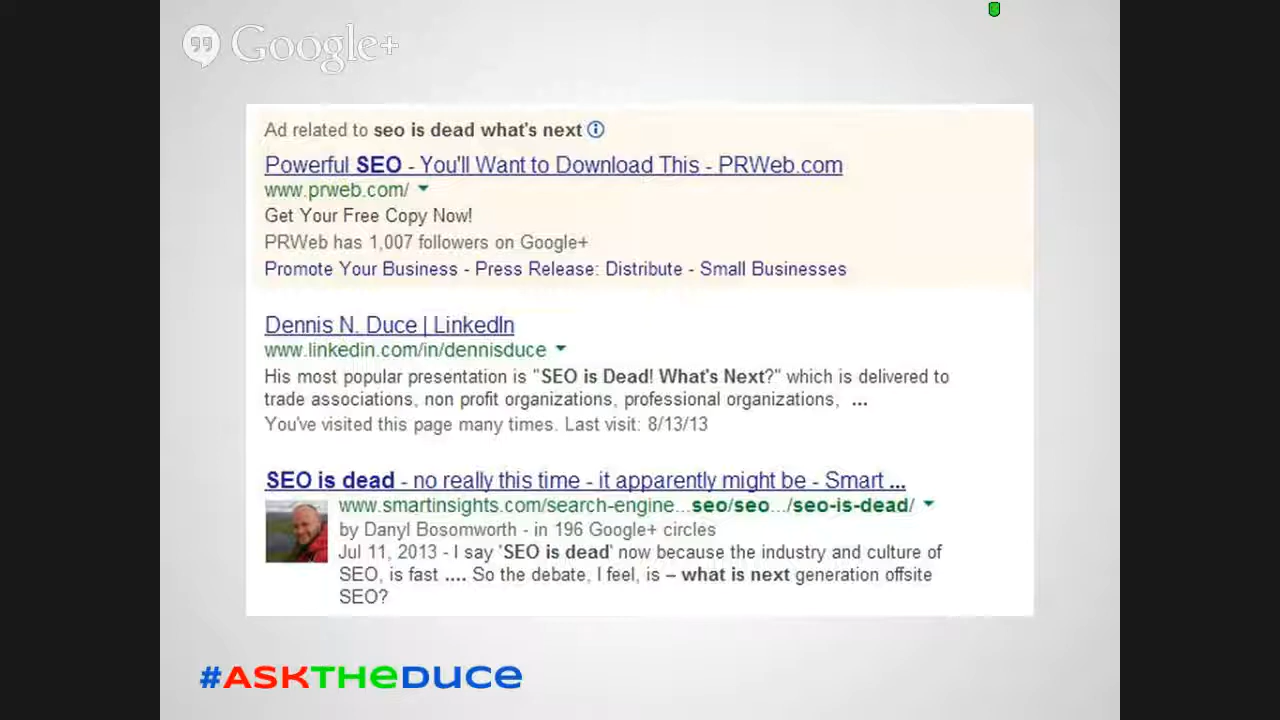 Google+
Ad related to seo is dead what's next
Powerful SEO - You'll Want to Download This - PRWeb.com
www.prweb.com/
Get Your Free Copy Now!
PRWeb has 1,007 followers on Google+
Promote Your Business - Press Release: Distribute - Small Businesses
Dennis N. Duce | LinkedIn
www.linkedin.com/in/dennisduce
His most popular presentation is "SEO is Dead! What's Next?" which is delivered to
trade associations, non profit organizations, professional organizations, ...
You've visited this page many times. Last visit: 8/13/13
SEO is dead - no really this time - it apparently might be - Smart ...
www.smartinsights.com/search-engine...seo/seo.../seo-is-dead/
by Danyl Bosomworth - in 196 Google+ circles
Jul 11, 2013 - I say 'SEO is dead' now because the industry and culture of
SEO, is fast .... So the debate, I feel, is – what is next generation offsite
SEO?
#ASKTHeDUCe